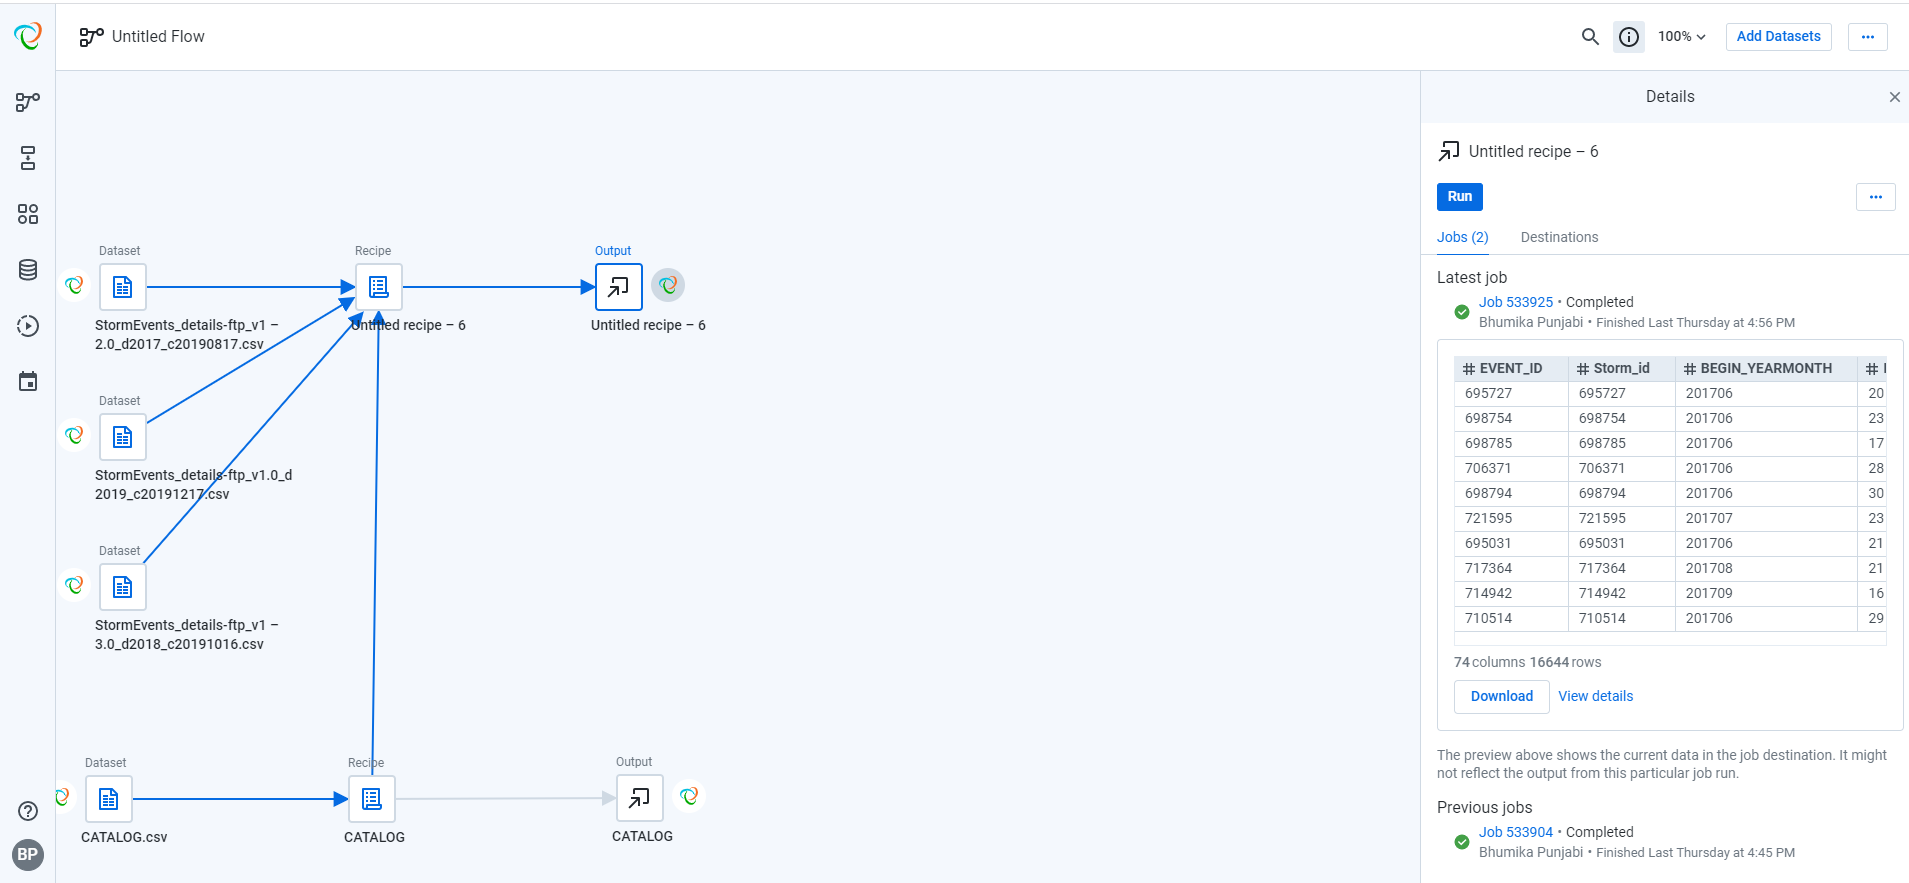 Untitled Flow
100%
Add Datasets
Details
Untitled recipe – 6
Run
Jobs (2)
Destinations
Latest job
Job 533925 • Completed
Bhumika Punjabi • Finished Last Thursday at 4:56 PM
# EVENT_ID # Storm_id # BEGIN_YEARMONTH #
695727 695727 201706 20
698754 698754 201706 23
698785 698785 201706 17
706371 706371 201706 28
698794 698794 201706 30
721595 721595 201707 23
695031 695031 201706 21
717364 717364 201708 21
714942 714942 201709 16
710514 710514 201706 29
74 columns 16644 rows
Download
View details
The preview above shows the current data in the job destination. It might
not reflect the output from this particular job run.
Previous jobs
Job 533904 • Completed
Bhumika Punjabi • Finished Last Thursday at 4:45 PM
Dataset
StormEvents_details-ftp_v1 –
2.0_d2017_c20190817.csv
Recipe
Untitled recipe – 6
Output
Untitled recipe – 6
Dataset
StormEvents_details-ftp_v1.0_d
2019_c20191217.csv
Dataset
StormEvents_details-ftp_v1 –
3.0_d2018_c20191016.csv
Dataset
CATALOG.csv
Recipe
CATALOG
Output
CATALOG
BP